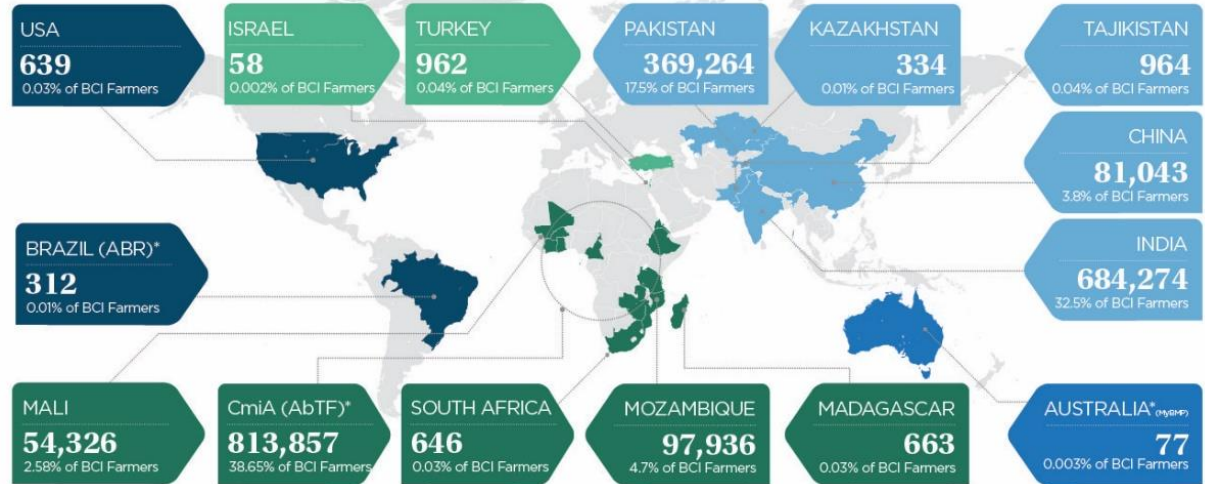 USA
639
0.03% of BCI Farmers
ISRAEL
58
0.002% of BCI Farmers
TURKEY
962
0.04% of BCI Farmers
PAKISTAN
369,264
17.5% of BCI Farmers
KAZAKHSTAN
334
0.01% of BCI Farmers
TAJIKISTAN
964
0.04% of BCI Farmers
CHINA
81,043
3.8% of BCI Farmers
BRAZIL (ABR)*
312
0.01% of BCI Farmers
INDIA
684,274
32.5% of BCI Farmers
MALI
54,326
2.58% of BCI Farmers
CmiA (AbTF)*
813,857
38.65% of BCI Farmers
SOUTH AFRICA
646
0.03% of BCI Farmers
MOZAMBIQUE
97,936
4.7% of BCI Farmers
MADAGASCAR
663
0.03% of BCI Farmers
AUSTRALIA* (MyBMP)
77
0.003% of BCI Farmers